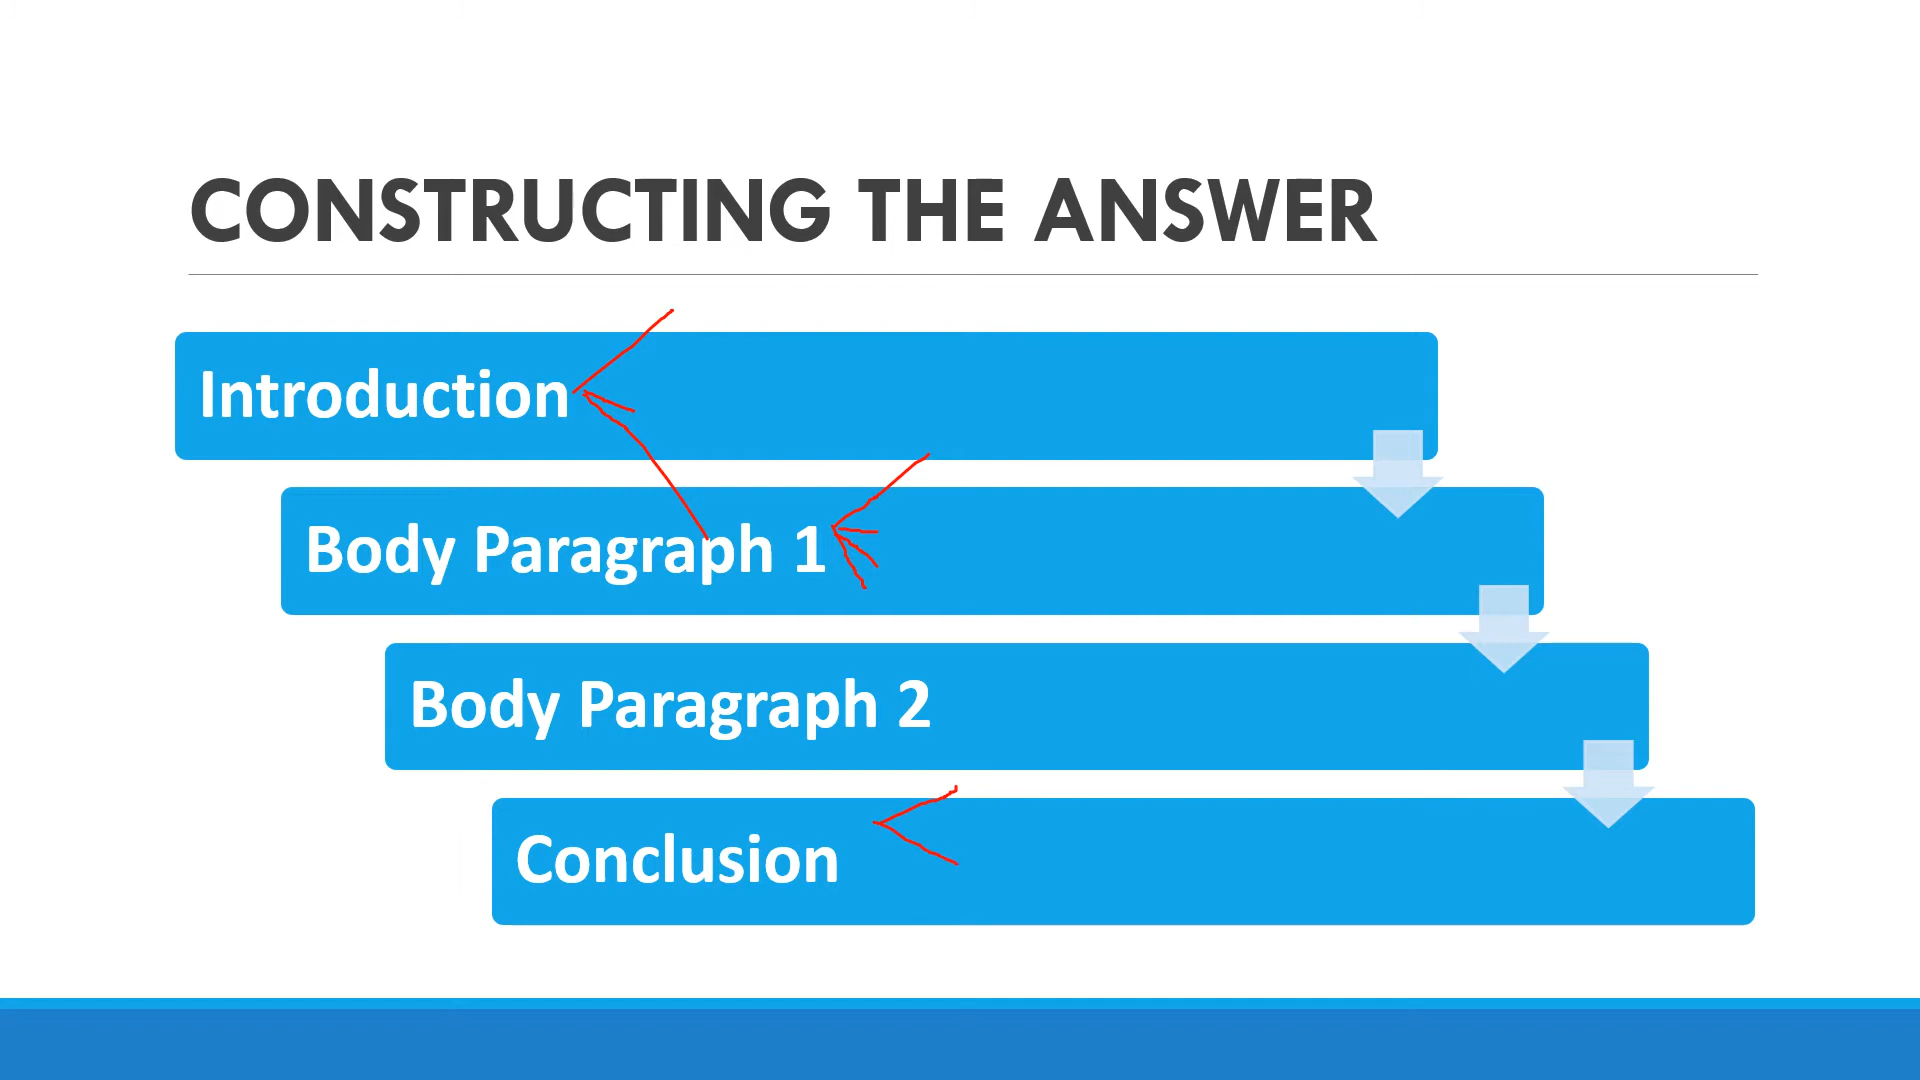 CONSTRUCTING THE ANSWER
Introduction
Body Paragraph 1
Body Paragraph 2
Conclusion